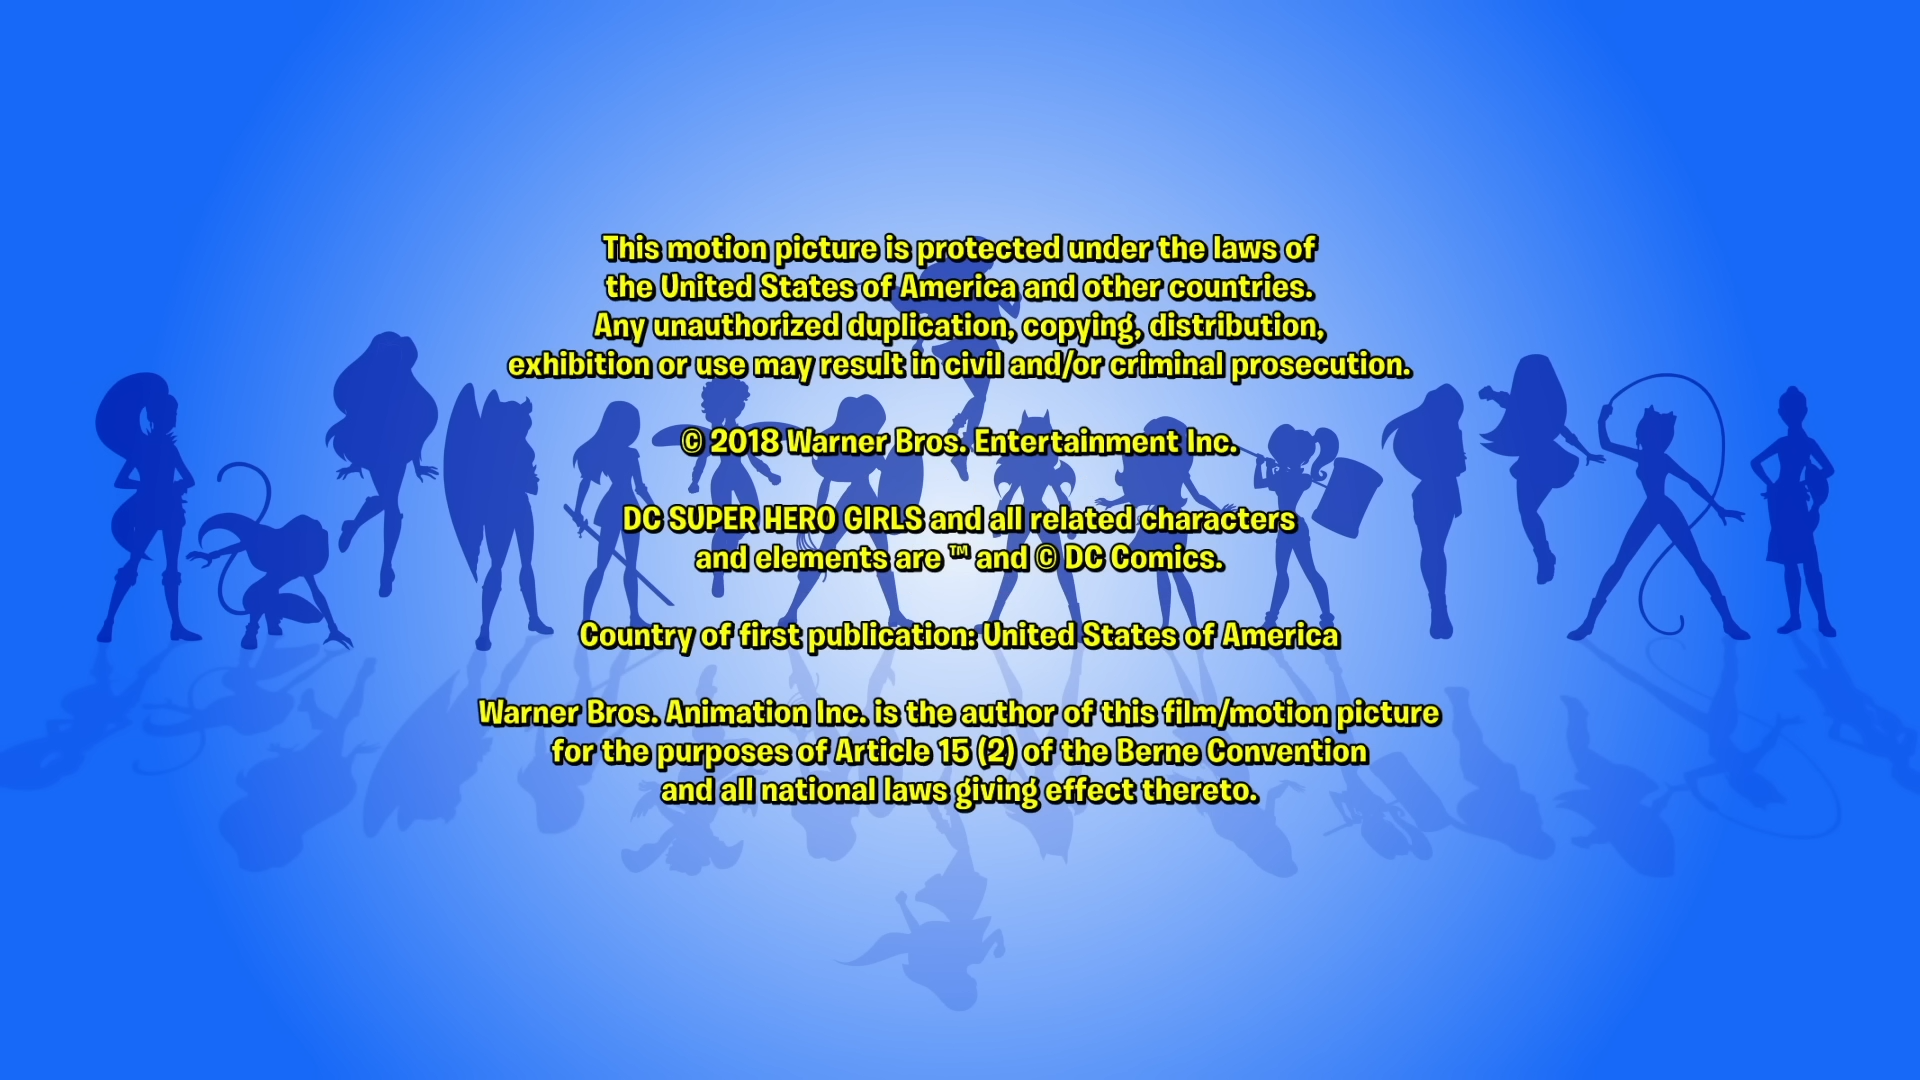 This motion picture is protected under the laws of
the United States of America and other countries.
Any unauthorized duplication, copying, distribution,
exhibition or use may result in civil and/or criminal prosecution.
© 2018 Warner Bros. Entertainment Inc.
DC SUPER HERO GIRLS and all related characters
and elements are ™ and © DC Comics.
Country of first publication: United States of America
Warner Bros. Animation Inc. is the author of this film/motion picture
for the purposes of Article 15 (2) of the Berne Convention
and all national laws giving effect thereto.